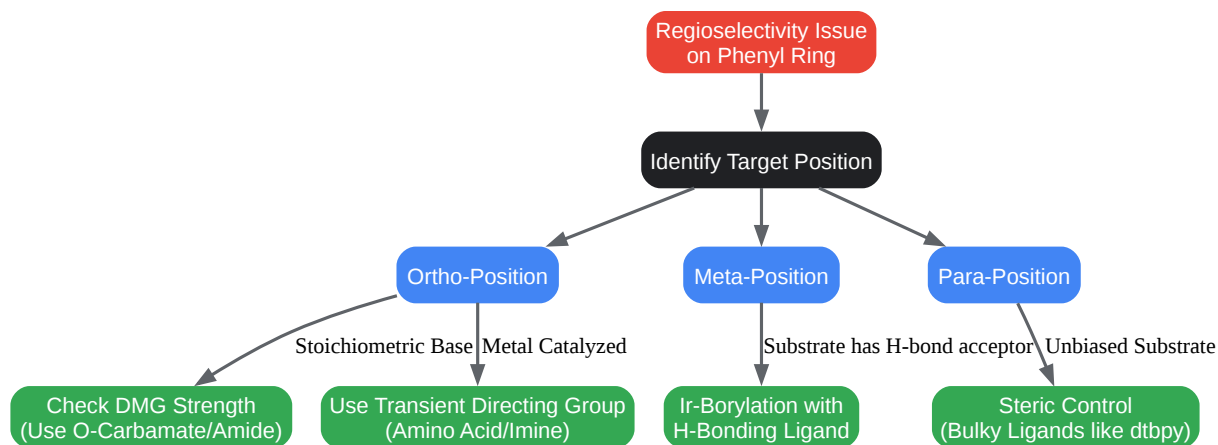 Regioselectivity Issue
on Phenyl Ring
Identify Target Position
Ortho-Position
Meta-Position
Para-Position
Stoichiometric Base
Metal Catalyzed
Substrate has H-bond acceptor
Unbiased Substrate
Check DMG Strength
(Use O-Carbamate/Amide)
Use Transient Directing Group
(Amino Acid/Imine)
Ir-Borylation with
H-Bonding Ligand
Steric Control
(Bulky Ligands like dtbpy)